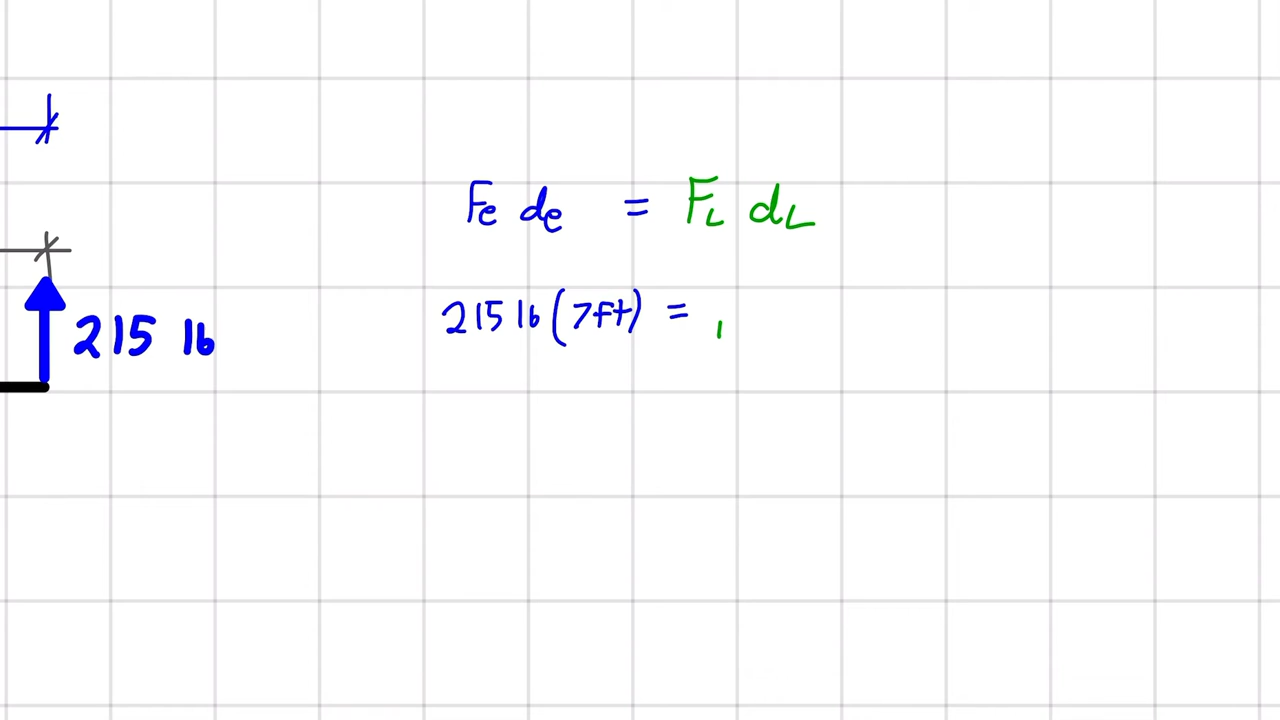 Fe de = FL dL
215 lb (7ft) =
215 lb